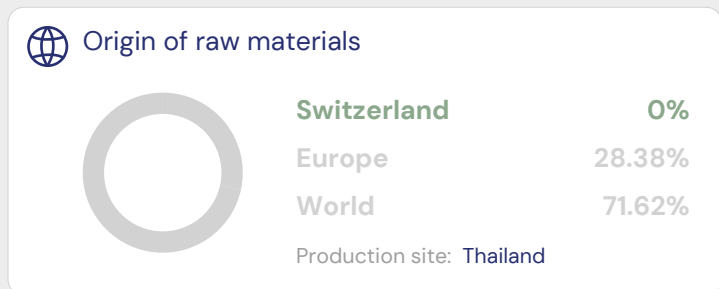 Origin of raw materials
Switzerland 0%
Europe 28.38%
World 71.62%
Production site: Thailand